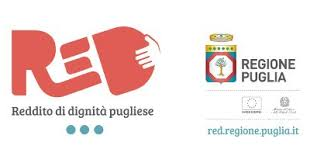 RED
Reddito di dignità pugliese
REGIONE
PUGLIA
red.regione.puglia.it